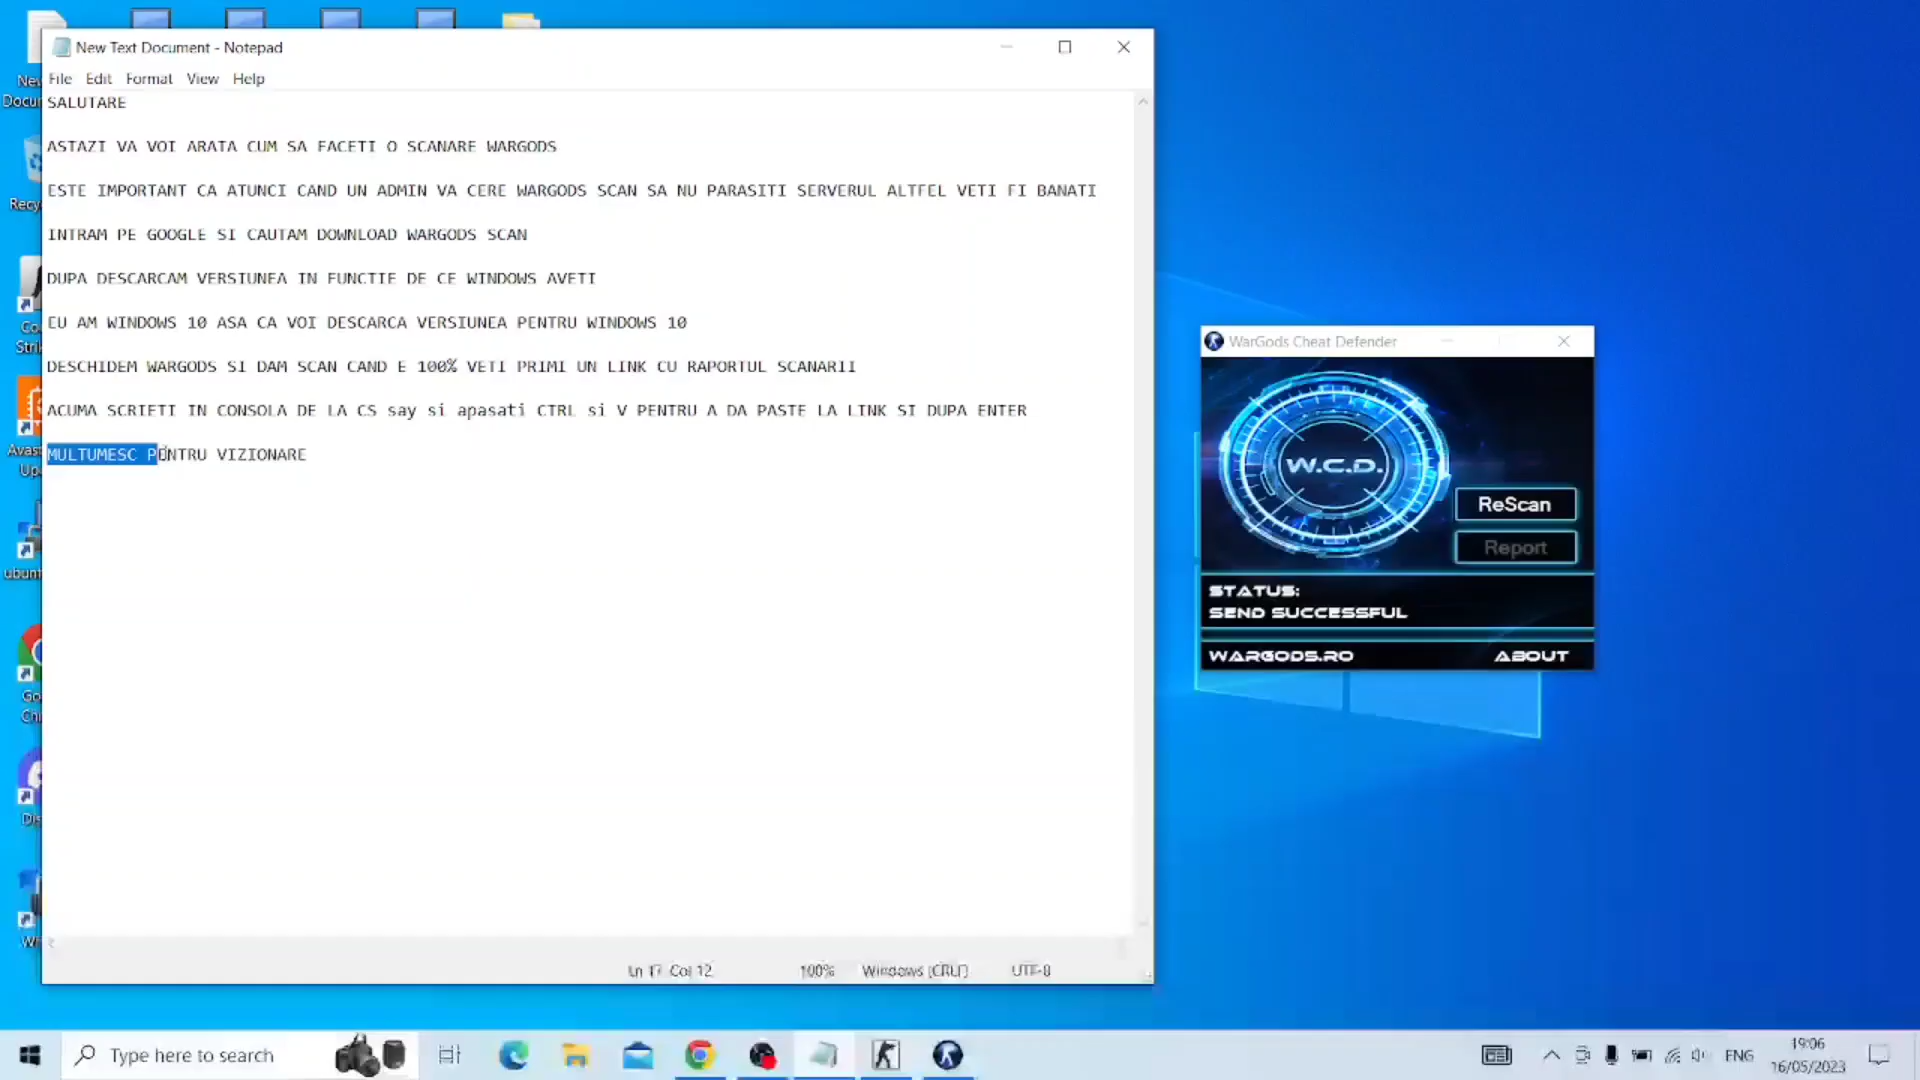 New Text Document - Notepad
File Edit Format View Help
SALUTARE
ASTAZI VA VOI ARATA CUM SA FACETI O SCANARE WARGODS
ESTE IMPORTANT CA ATUNCI CAND UN ADMIN VA CERE WARGODS SCAN SA NU PARASITI SERVERUL ALTFEL VETI FI BANATI
INTRAM PE GOOGLE SI CAUTAM DOWNLOAD WARGODS SCAN
DUPA DESCARCAM VERSIUNEA IN FUNCTIE DE CE WINDOWS AVETI
EU AM WINDOWS 10 ASA CA VOI DESCARCA VERSIUNEA PENTRU WINDOWS 10
DESCHIDEM WARGODS SI DAM SCAN CAND E 100% VETI PRIMI UN LINK CU RAPORTUL SCANARII
ACUMA SCRIETI IN CONSOLA DE LA CS say si apasati CTRL si V PENTRU A DA PASTE LA LINK SI DUPA ENTER
MULTUMESC PENTRU VIZIONARE
Ln 17 Col 12 100% Windows (CRLF) UTF-8
WarGods Cheat Defender
W.C.D.
ReScan
Report
STATUS:
SEND SUCCESSFUL
WARGODS.RO ABOUT
Type here to search
ENG
19:06
16/05/2023